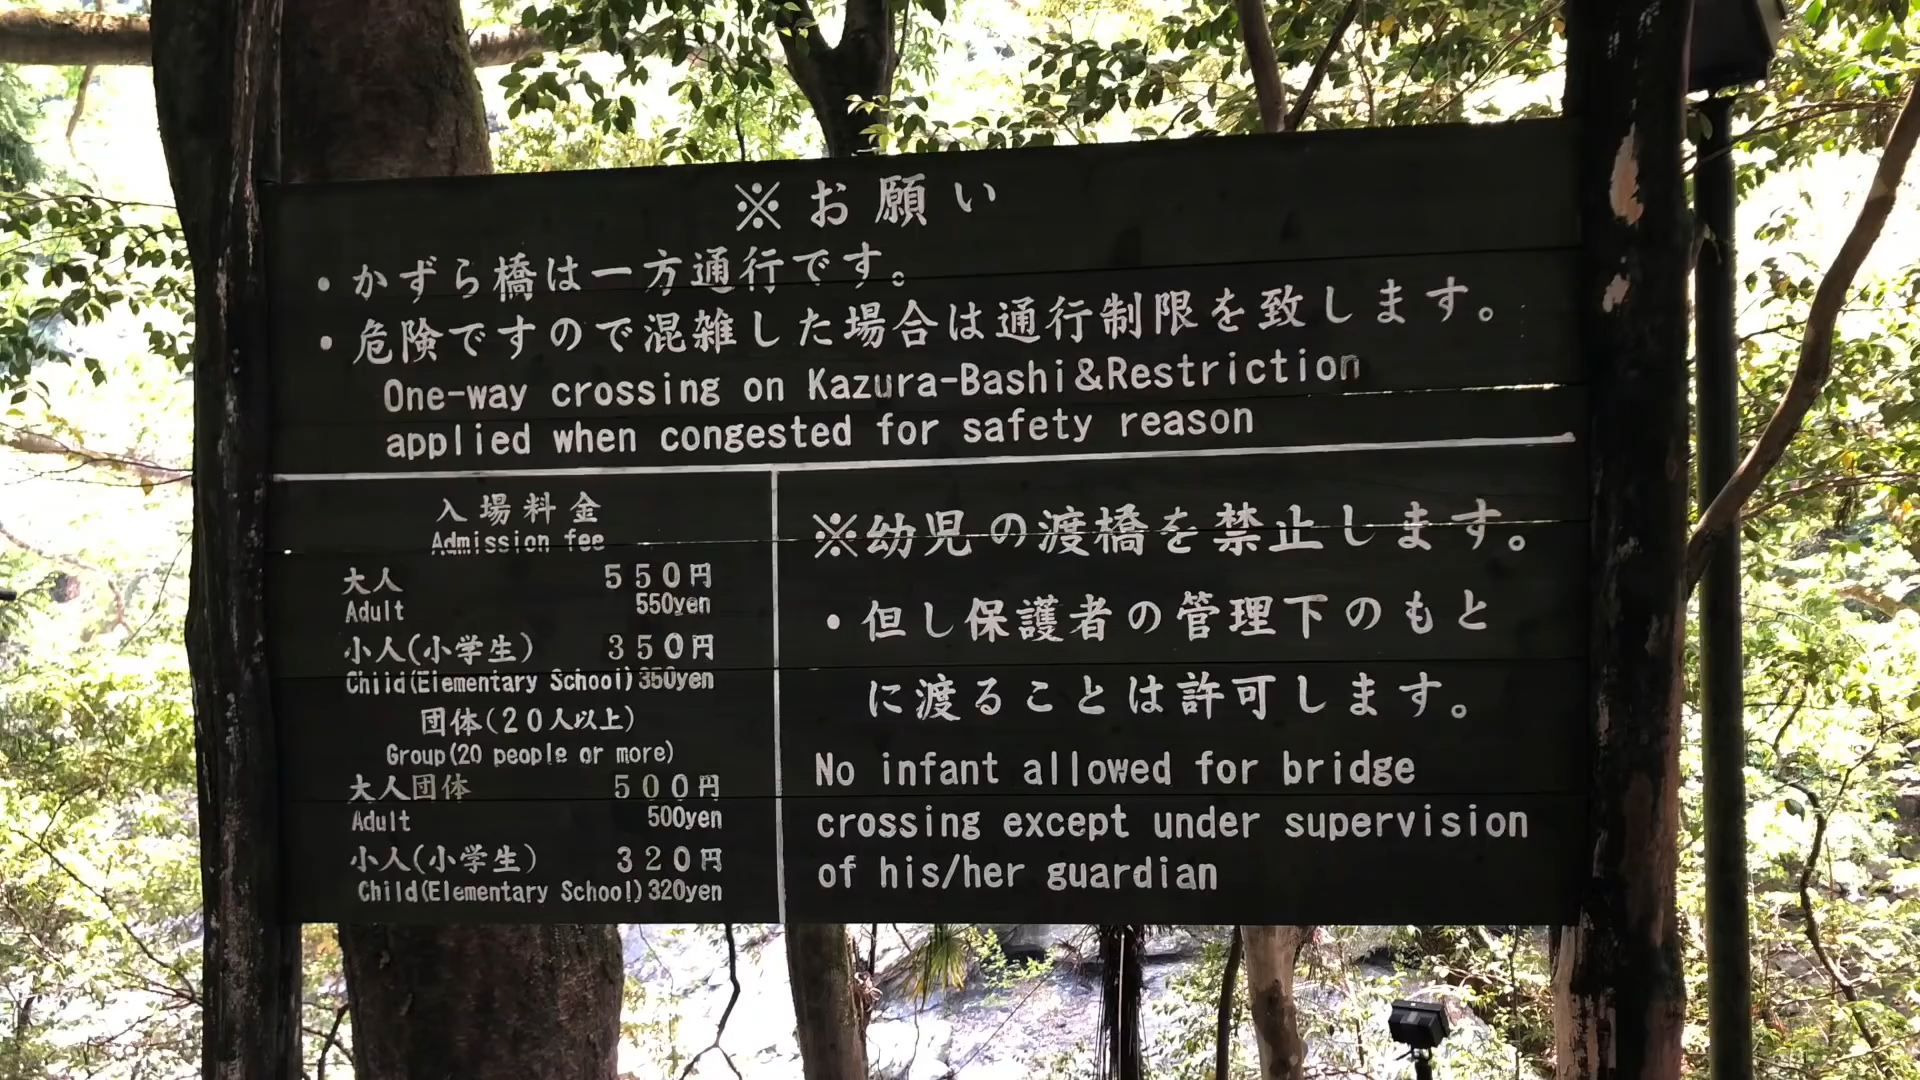 ※お願い
・かずら橋は一方通行です。
・危険ですので混雑した場合は通行制限を致します。
One-way crossing on Kazura-Bashi&Restriction
applied when congested for safety reason
入場料金
Admission fee
大人 550円
Adult 550yen
小人(小学生) 350円
Child(Elementary School)350yen
団体(20人以上)
Group(20 people or more)
大人団体 500円
Adult 500yen
小人(小学生) 320円
Child(Elementary School)320yen
※幼児の渡橋を禁止します。
・但し保護者の管理下のもと
に渡ることは許可します。
No infant allowed for bridge
crossing except under supervision
of his/her guardian